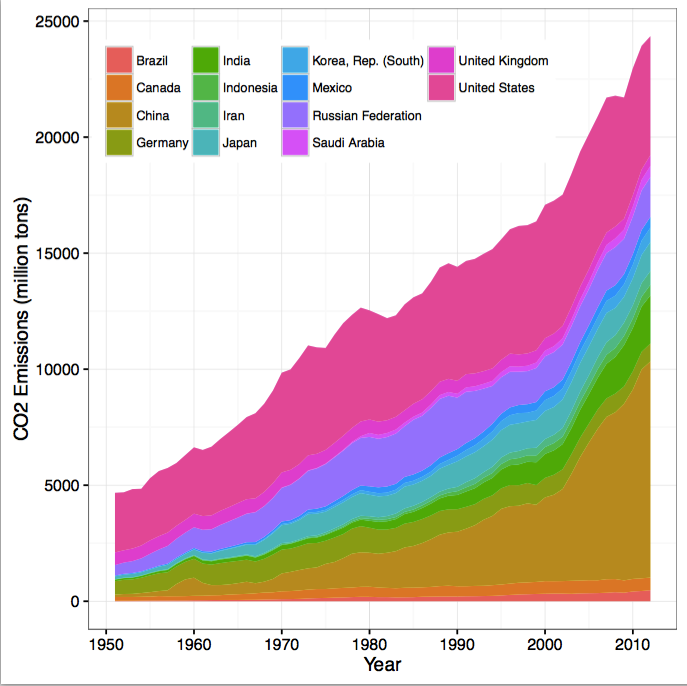 25000
20000
15000
10000
5000
0
CO2 Emissions (million tons)
Brazil India Korea, Rep. (South) United Kingdom
Canada Indonesia Mexico United States
China Iran Russian Federation
Germany Japan Saudi Arabia
1950 1960 1970 1980 1990 2000 2010
Year